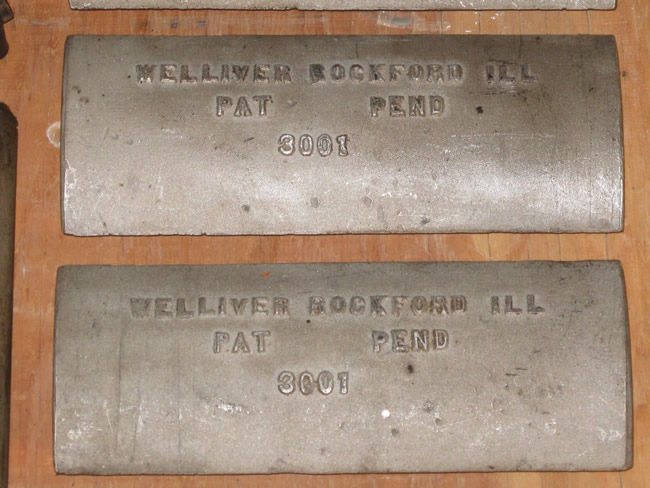 WELLIVER ROCKFORD ILL
PAT PEND
3001
WELLIVER ROCKFORD ILL
PAT PEND
3001